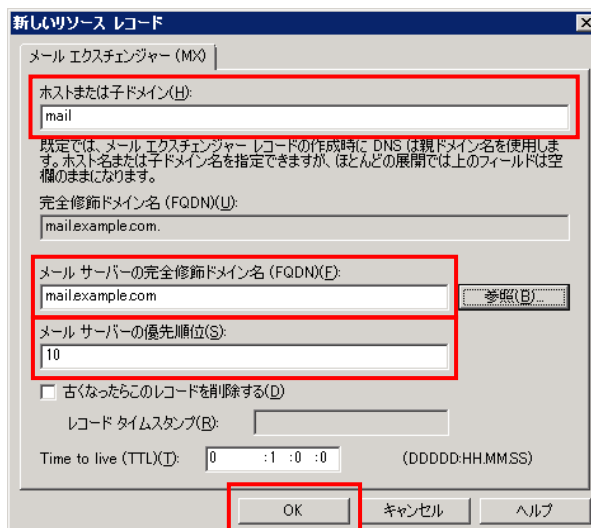 新しいリソース レコード
メール エクスチェンジャー (MX)
ホストまたは子ドメイン(H):
mail
既定では、メール エクスチェンジャー レコードの作成時に DNS は親ドメイン名を使用しま
す。ホスト名または子ドメイン名を指定できますが、ほとんどの展開では上のフィールドは空
欄のままになります。
完全修飾ドメイン名 (FQDN)(U):
mail.example.com.
メール サーバーの完全修飾ドメイン名 (FQDN)(F):
mail.example.com
参照(B)...
メール サーバーの優先順位(S):
10
古くなったらこのレコードを削除する(D)
レコード タイムスタンプ(R):
Time to live (TTL)(T): 0 :1 :0 :0 (DDDDD:HH.MM.SS)
OK キャンセル ヘルプ